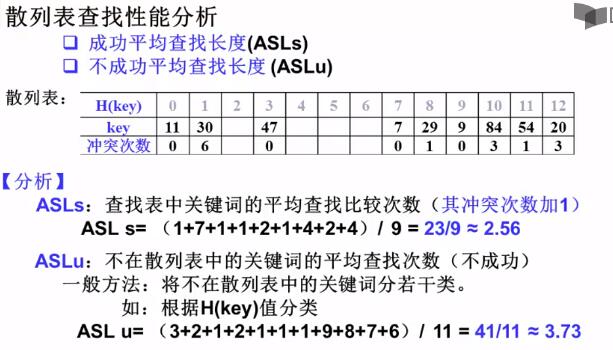 散列表查找性能分析
❑ 成功平均查找长度(ASLs)
❑ 不成功平均查找长度 (ASLu)
散列表：
H(key) 0 1 2 3 4 5 6 7 8 9 10 11 12
key 11 30 47 7 29 9 84 54 20
冲突次数 0 6 0 0 1 0 3 1 3
【分析】
ASLs：查找表中关键词的平均查找比较次数（其冲突次数加1）
ASL s= （1+7+1+1+2+1+4+2+4）/ 9 = 23/9 ≈ 2.56
ASLu：不在散列表中的关键词的平均查找次数（不成功）
一般方法：将不在散列表中的关键词分若干类。
如：根据H(key)值分类
ASL u= （3+2+1+2+1+1+1+9+8+7+6）/ 11 = 41/11 ≈ 3.73